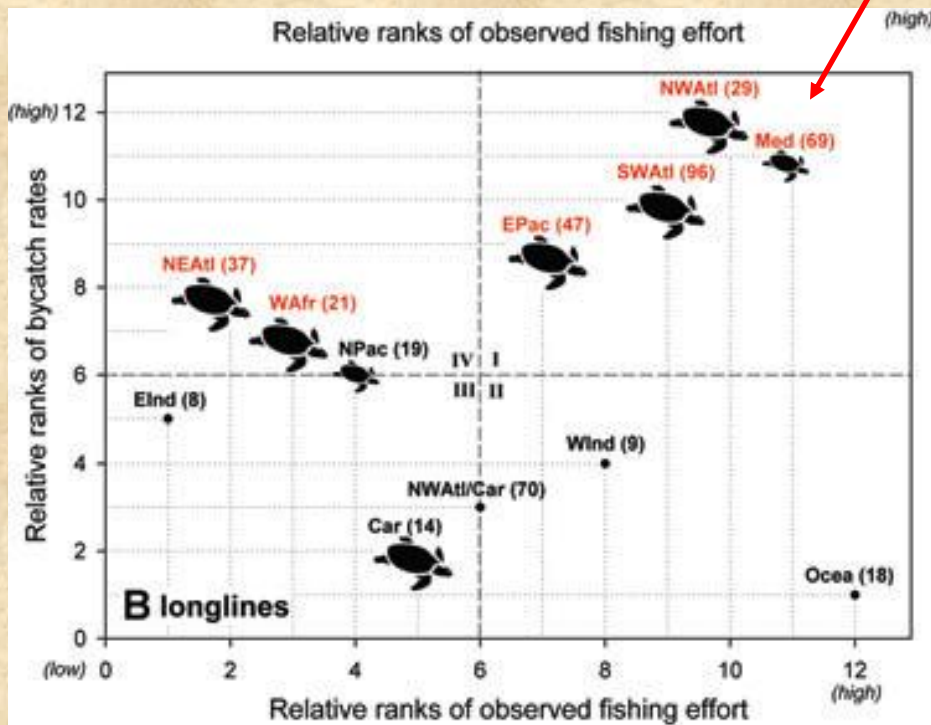 Relative ranks of observed fishing effort
(high)
Relative ranks of bycatch rates
(high)
12
10
8
6
4
2
0
NWAtl (29)
Med (69)
SWAtl (96)
EPac (47)
NEAtl (37)
WAfr (21)
NPac (19)
IV
I
III
II
EInd (8)
WInd (9)
NWAtl/Car (70)
Car (14)
Ocea (18)
B longlines
(low)
0
2
4
6
8
10
12
(high)
Relative ranks of observed fishing effort